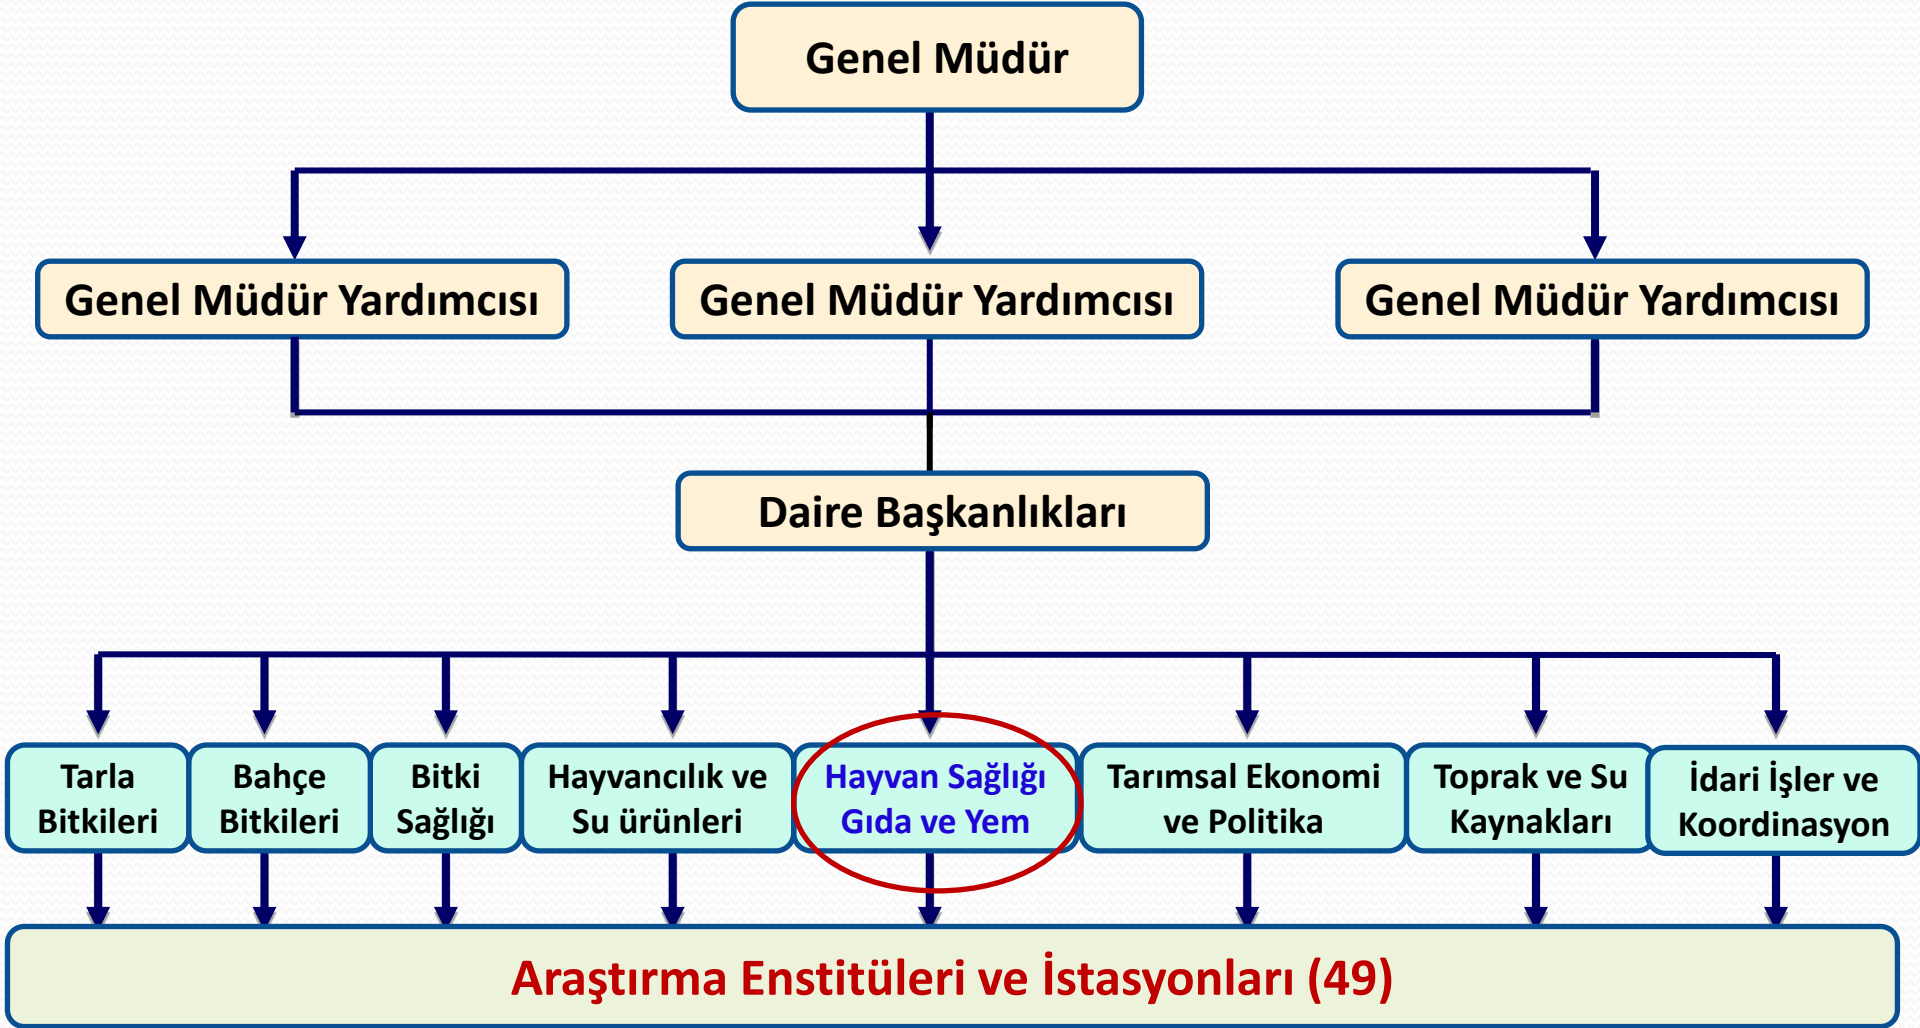 Genel Müdür
Genel Müdür Yardımcısı
Genel Müdür Yardımcısı
Genel Müdür Yardımcısı
Daire Başkanlıkları
Tarla
Bitkileri
Bahçe
Bitkileri
Bitki
Sağlığı
Hayvancılık ve
Su ürünleri
Hayvan Sağlığı
Gıda ve Yem
Tarımsal Ekonomi
ve Politika
Toprak ve Su
Kaynakları
İdari İşler ve
Koordinasyon
Araştırma Enstitüleri ve İstasyonları (49)